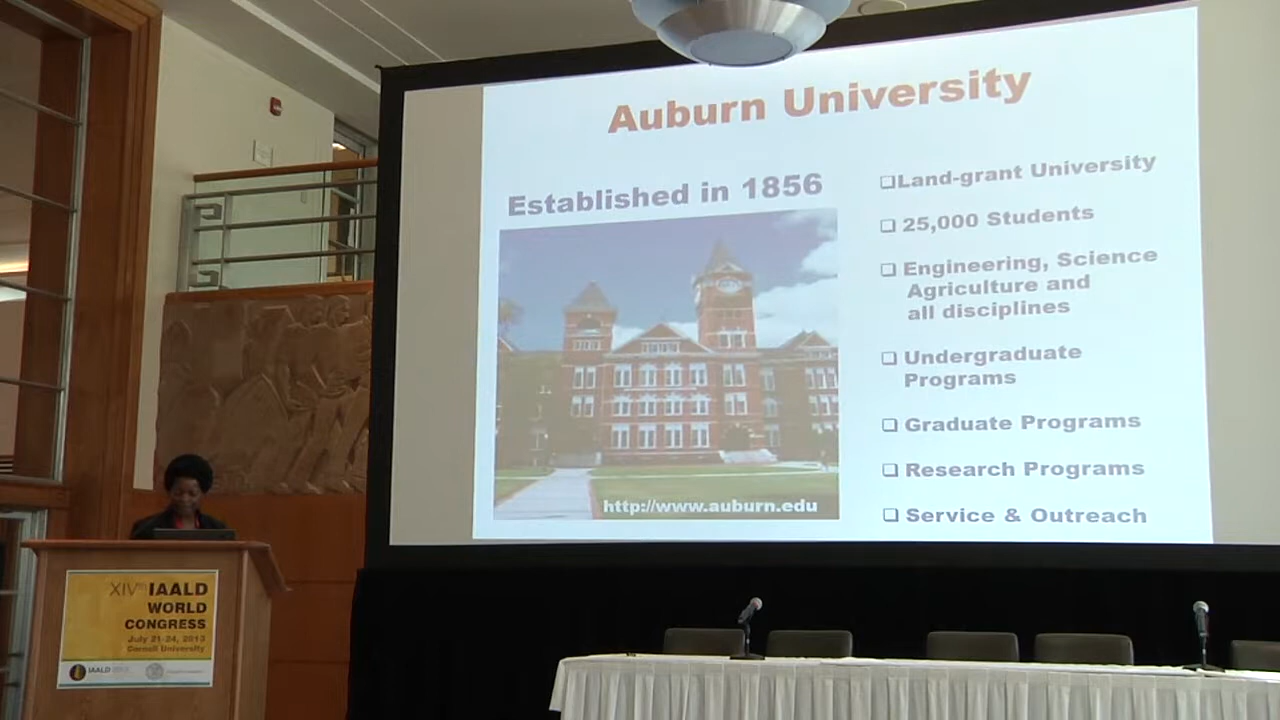 Auburn University
Established in 1856
http://www.auburn.edu
❑Land-grant University
❑ 25,000 Students
❑ Engineering, Science
Agriculture and
all disciplines
❑ Undergraduate
Programs
❑ Graduate Programs
❑ Research Programs
❑ Service & Outreach
XIVth IAALD
WORLD
CONGRESS
July 21-24, 2013
Cornell University
IAALD